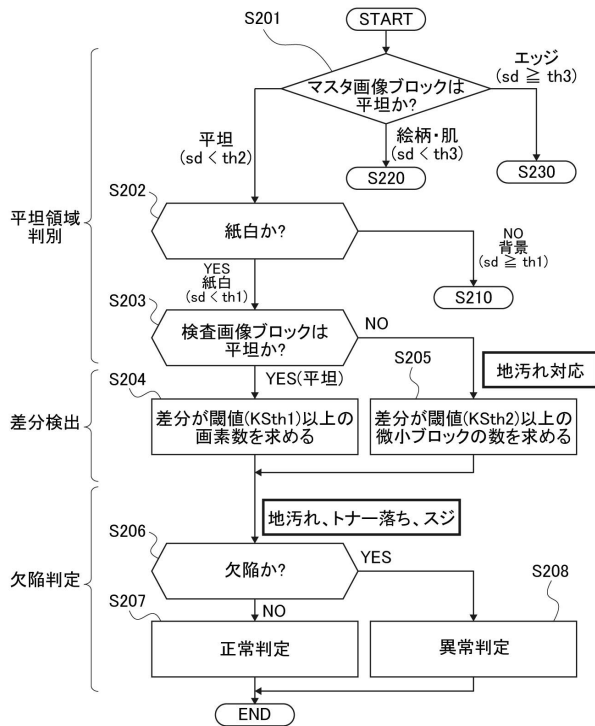 START
S201
マスタ画像ブロックは
平坦か?
エッジ
(sd ≧ th3)
平坦
(sd < th2)
絵柄・肌
(sd < th3)
S220
S230
平坦領域
判別
S202
紙白か?
NO
背景
(sd ≧ th1)
S210
YES
紙白
(sd < th1)
S203
検査画像ブロックは
平坦か?
NO
YES(平坦)
S205
地汚れ対応
差分検出
S204
差分が閾値(KSth1)以上の
画素数を求める
差分が閾値(KSth2)以上の
微小ブロックの数を求める
地汚れ、トナー落ち、スジ
欠陥判定
S206
欠陥か?
YES
NO
S207
正常判定
S208
異常判定
END